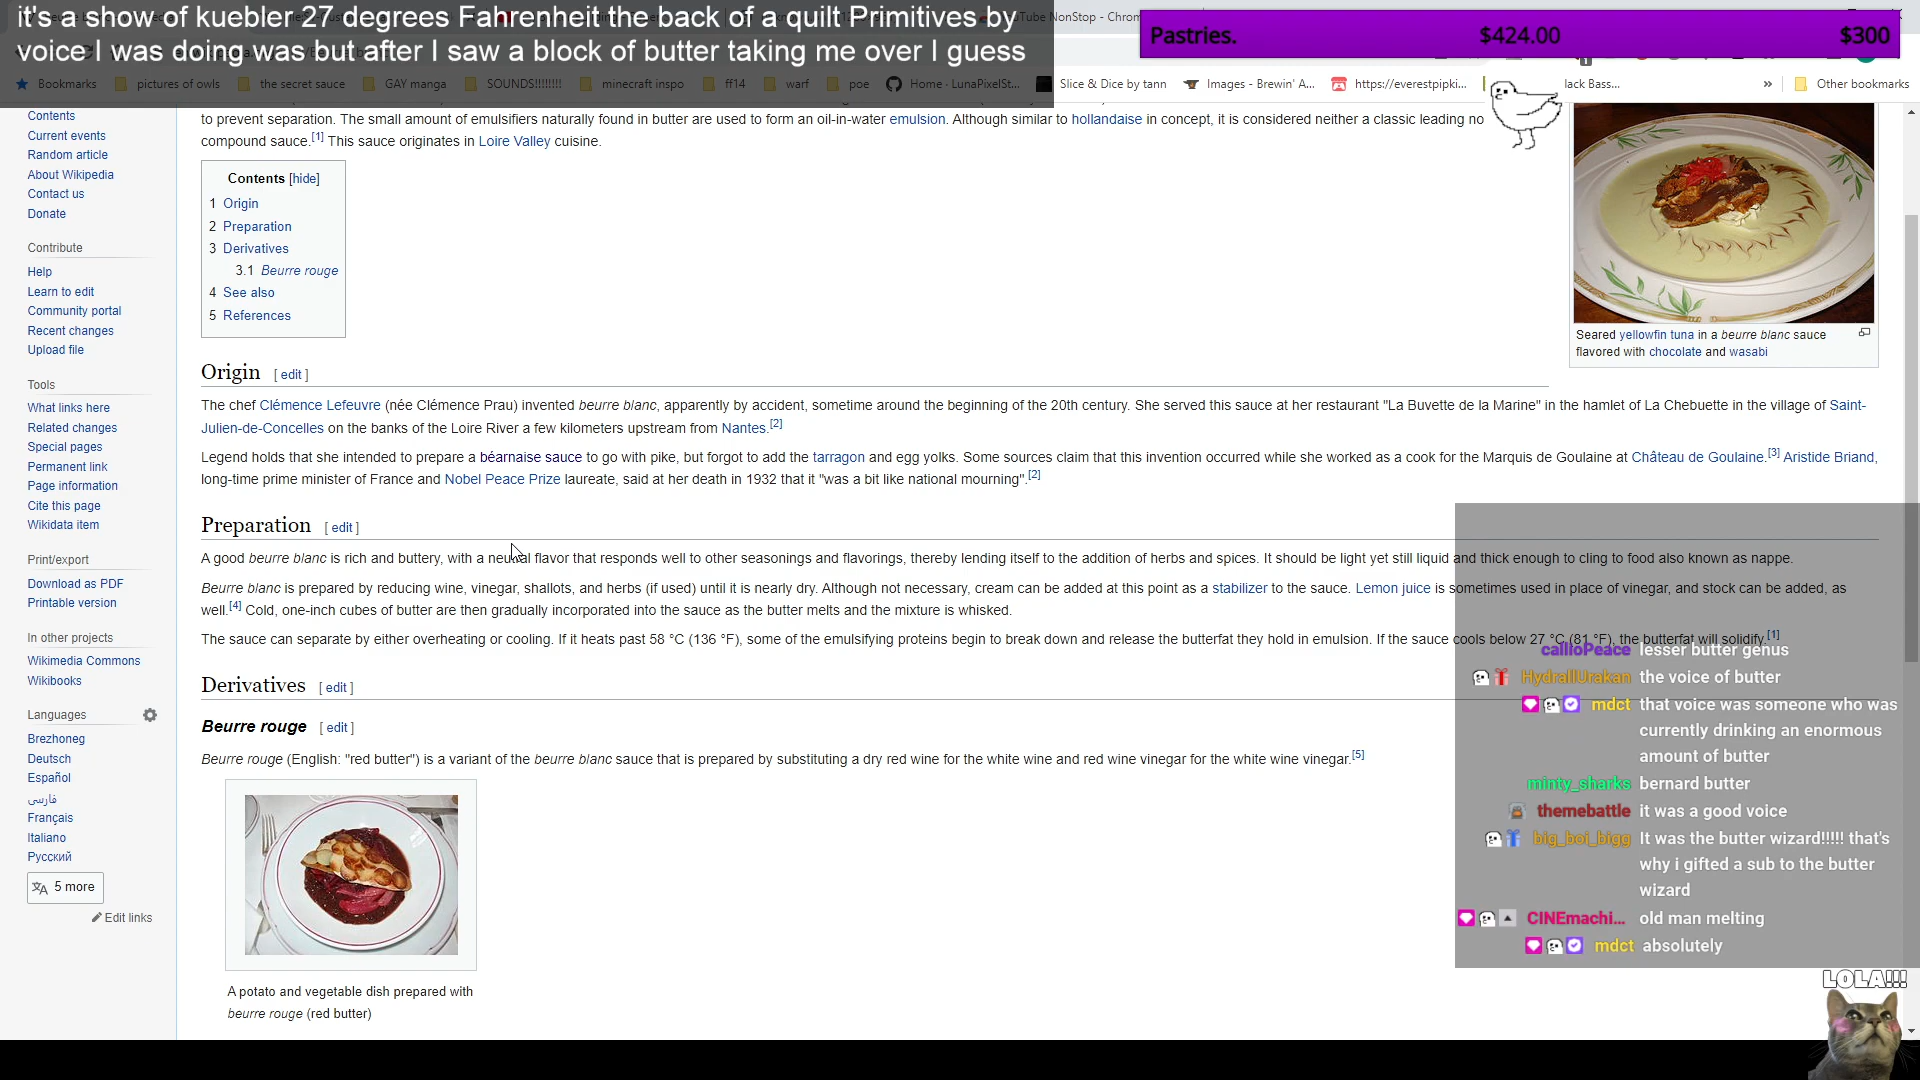 it's a show of kuebler 27 degrees Fahrenheit the back of a quilt Primitives by
voice I was doing was but after I saw a block of butter taking me over I guess
YouTube NonStop - Chrom
Pastries. $424.00 $300
Bookmarks pictures of owls the secret sauce GAY manga SOUNDS!!!!!!!! minecraft inspo ff14 warf poe Home · LunaPixelSt... Slice & Dice by tann Images - Brewin' A... https://everestpipki... lack Bass... » Other bookmarks
Contents
Current events
Random article
About Wikipedia
Contact us
Donate
Contribute
Help
Learn to edit
Community portal
Recent changes
Upload file
Tools
What links here
Related changes
Special pages
Permanent link
Page information
Cite this page
Wikidata item
Print/export
Download as PDF
Printable version
In other projects
Wikimedia Commons
Wikibooks
Languages
Brezhoneg
Deutsch
Español
فارسی
Français
Italiano
Русский
5 more
Edit links
to prevent separation. The small amount of emulsifiers naturally found in butter are used to form an oil-in-water emulsion. Although similar to hollandaise in concept, it is considered neither a classic leading no
compound sauce.[1] This sauce originates in Loire Valley cuisine.
Contents [hide]
1 Origin
2 Preparation
3 Derivatives
3.1 Beurre rouge
4 See also
5 References
Seared yellowfin tuna in a beurre blanc sauce
flavored with chocolate and wasabi
Origin [ edit ]
The chef Clémence Lefeuvre (née Clémence Prau) invented beurre blanc, apparently by accident, sometime around the beginning of the 20th century. She served this sauce at her restaurant "La Buvette de la Marine" in the hamlet of La Chebuette in the village of Saint-
Julien-de-Concelles on the banks of the Loire River a few kilometers upstream from Nantes.[2]
Legend holds that she intended to prepare a béarnaise sauce to go with pike, but forgot to add the tarragon and egg yolks. Some sources claim that this invention occurred while she worked as a cook for the Marquis de Goulaine at Château de Goulaine.[3] Aristide Briand,
long-time prime minister of France and Nobel Peace Prize laureate, said at her death in 1932 that it "was a bit like national mourning".[2]
Preparation [ edit ]
A good beurre blanc is rich and buttery, with a neutral flavor that responds well to other seasonings and flavorings, thereby lending itself to the addition of herbs and spices. It should be light yet still liquid and thick enough to cling to food also known as nappe.
Beurre blanc is prepared by reducing wine, vinegar, shallots, and herbs (if used) until it is nearly dry. Although not necessary, cream can be added at this point as a stabilizer to the sauce. Lemon juice is sometimes used in place of vinegar, and stock can be added, as
well.[4] Cold, one-inch cubes of butter are then gradually incorporated into the sauce as the butter melts and the mixture is whisked.
The sauce can separate by either overheating or cooling. If it heats past 58 °C (136 °F), some of the emulsifying proteins begin to break down and release the butterfat they hold in emulsion. If the sauce cools below 27 °C (81 °F), the butterfat will solidify.[1]
Derivatives [ edit ]
Beurre rouge [ edit ]
Beurre rouge (English: "red butter") is a variant of the beurre blanc sauce that is prepared by substituting a dry red wine for the white wine and red wine vinegar for the white wine vinegar.[5]
A potato and vegetable dish prepared with
beurre rouge (red butter)
callioPeace lesser butter genus
HydrallUrakan the voice of butter
mdct that voice was someone who was
currently drinking an enormous
amount of butter
minty_sharks bernard butter
themebattle it was a good voice
big_boi_bigg It was the butter wizard!!!!! that's
why i gifted a sub to the butter
wizard
CINEmachi... old man melting
mdct absolutely
LOLA!!!